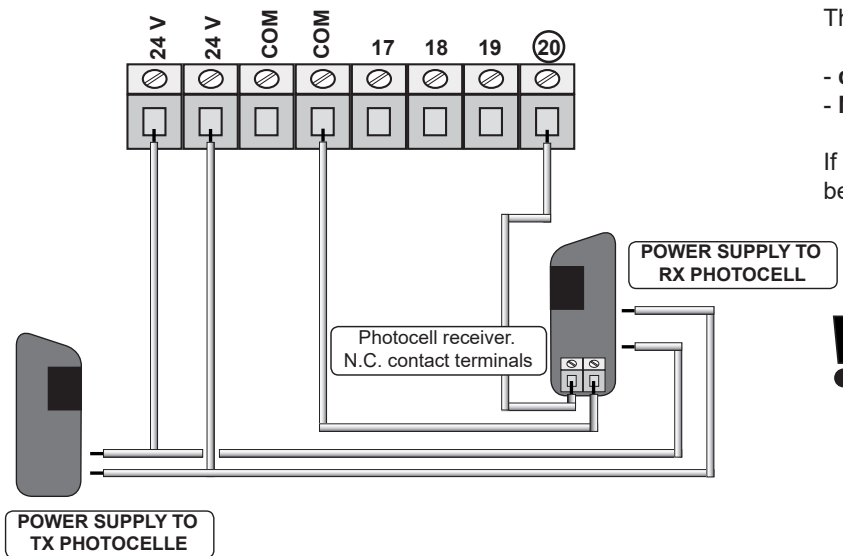 24 V 24 V COM COM 17 18 19 20
Th
-
-
If
be
POWER SUPPLY TO
RX PHOTOCELL
Photocell receiver.
N.C. contact terminals
POWER SUPPLY TO
TX PHOTOCELLE